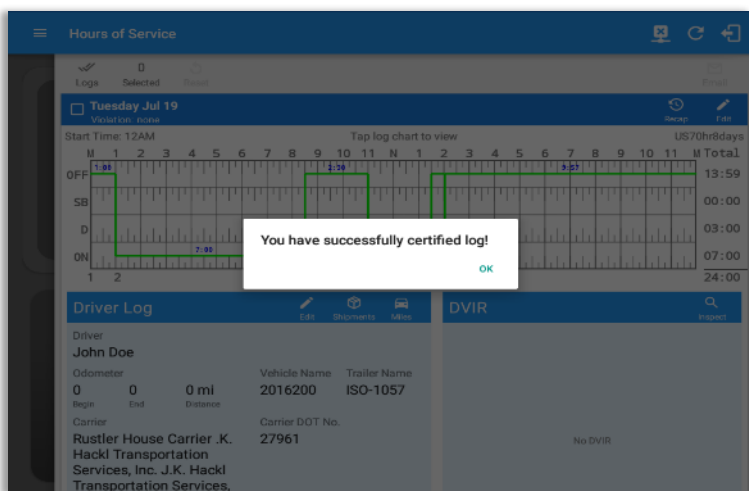 Hours of Service
Logs
0
Selected
Reset
Email
Tuesday Jul 19
Violation: none
Recap
Edit
Start Time: 12AM
Tap log chart to view
US70hr8days
M 1 2 3 4 5 6 7 8 9 10 11 N 1 2 3 4 5 6 7 8 9 10 11 M Total
OFF 1:00 2:30 9:57 13:59
SB 00:00
D 03:00
ON 7:00 07:00
1 2 24:00
You have successfully certified log!
OK
Driver Log
Edit
Shipments
Miles
DVIR
Inspect
Driver
John Doe
Odometer
Vehicle Name
Trailer Name
0 0 0 mi
2016200
ISO-1057
Begin End Distance
Carrier
Carrier DOT No.
Rustler House Carrier .K.
27961
Hackl Transportation
Services, Inc. J.K. Hackl
Transportation Services,
No DVIR